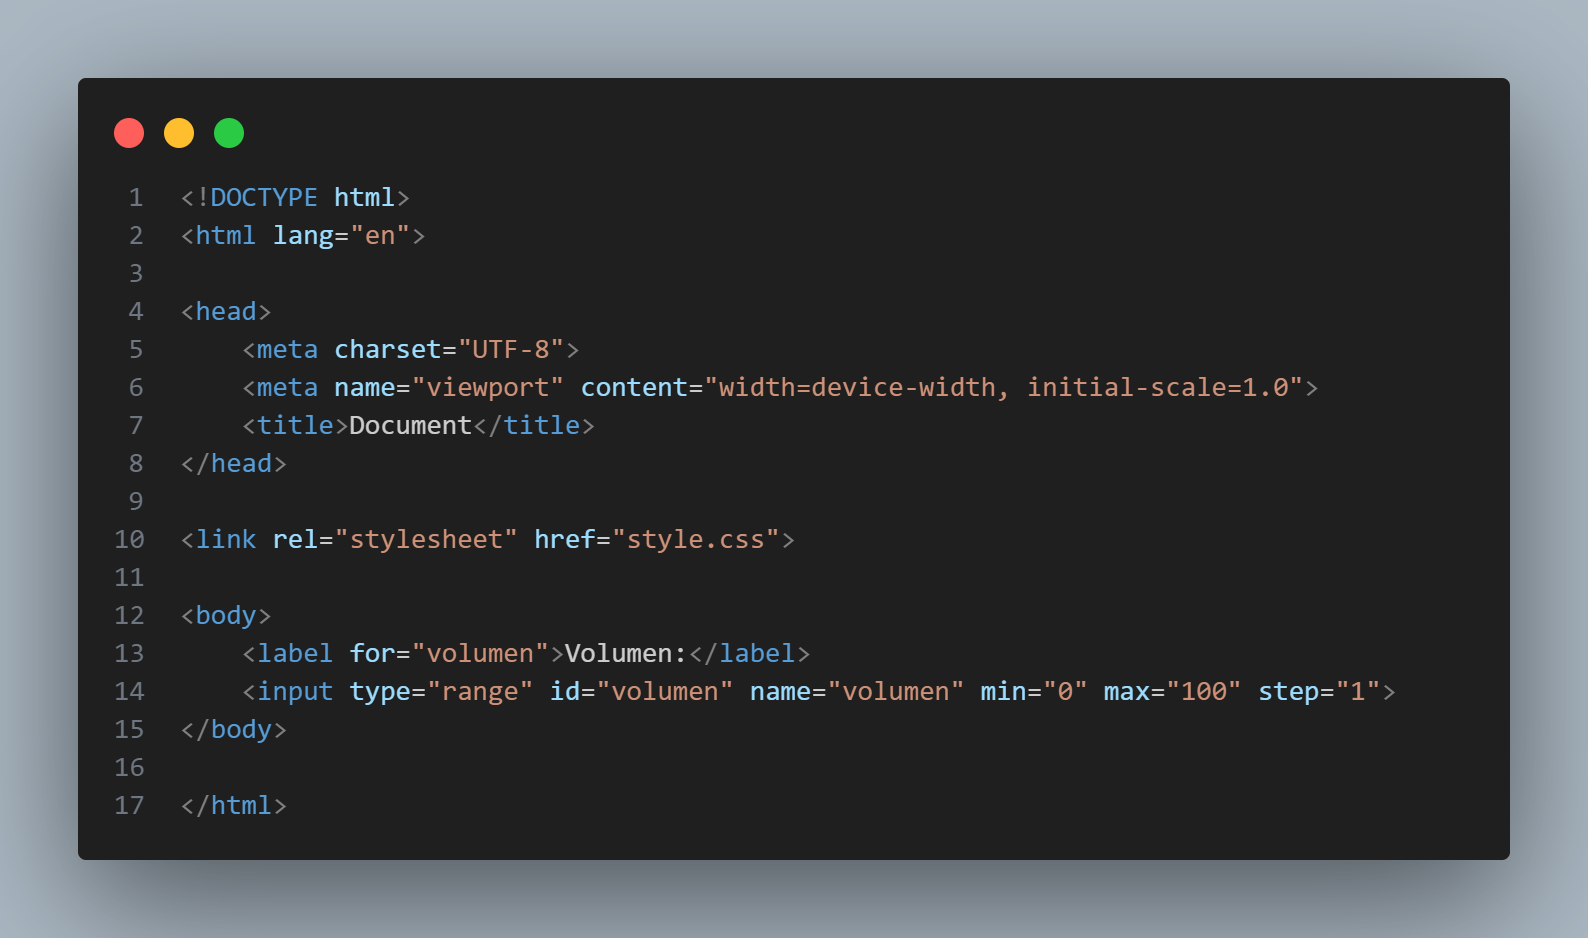 1 <!DOCTYPE html>
2 <html lang="en">
3
4 <head>
5     <meta charset="UTF-8">
6     <meta name="viewport" content="width=device-width, initial-scale=1.0">
7     <title>Document</title>
8 </head>
9
10 <link rel="stylesheet" href="style.css">
11
12 <body>
13     <label for="volumen">Volumen:</label>
14     <input type="range" id="volumen" name="volumen" min="0" max="100" step="1">
15 </body>
16
17 </html>